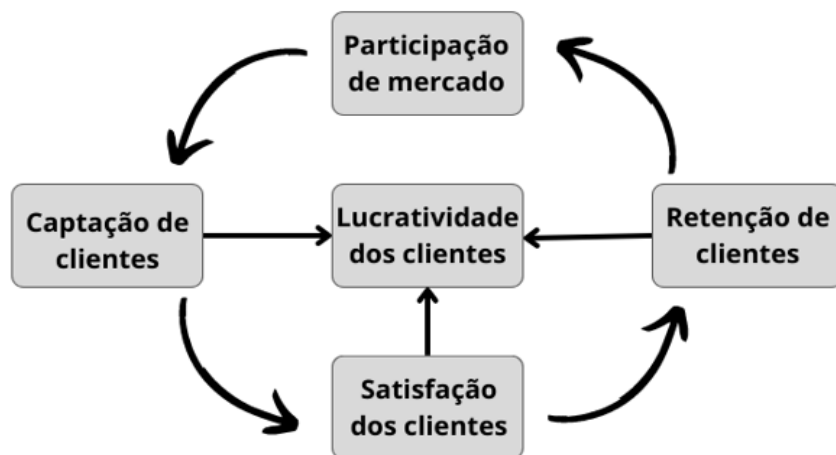 Participação
de mercado
Captação de
clientes
Lucratividade
dos clientes
Retenção de
clientes
Satisfação
dos clientes